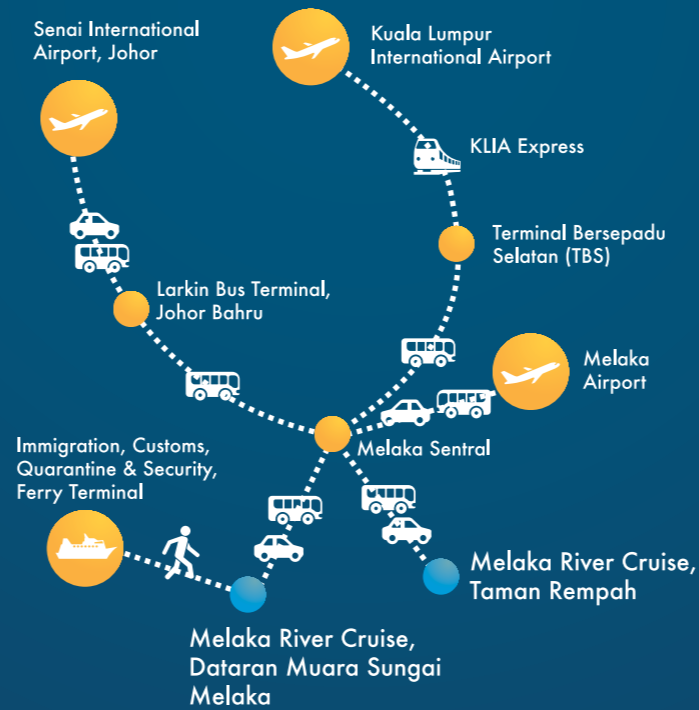 Senai International
Airport, Johor
Kuala Lumpur
International Airport
KLIA Express
Terminal Bersepadu
Selatan (TBS)
Larkin Bus Terminal,
Johor Bahru
Melaka
Airport
Melaka Sentral
Immigration, Customs,
Quarantine & Security,
Ferry Terminal
Melaka River Cruise,
Taman Rempah
Melaka River Cruise,
Dataran Muara Sungai
Melaka